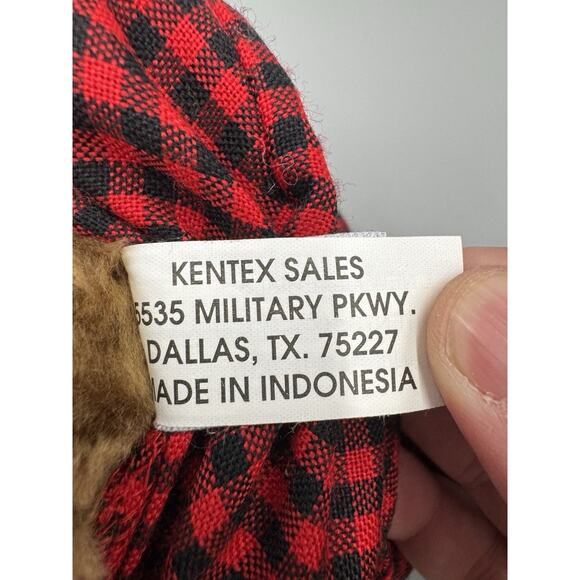 KENTEX SALES
5535 MILITARY PKWY.
DALLAS, TX. 75227
MADE IN INDONESIA